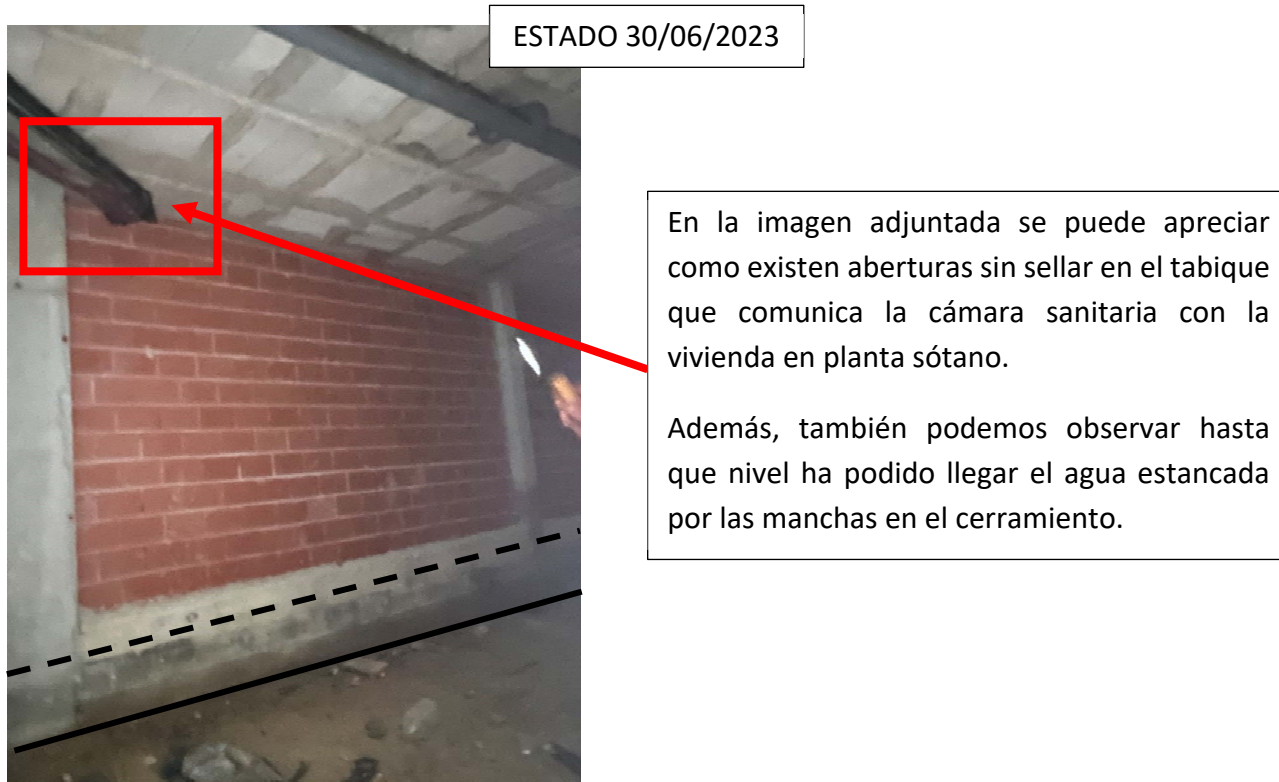 ESTADO 30/06/2023
En la imagen adjuntada se puede apreciar
como existen aberturas sin sellar en el tabique
que comunica la cámara sanitaria con la
vivienda en planta sótano.
Además, también podemos observar hasta
que nivel ha podido llegar el agua estancada
por las manchas en el cerramiento.